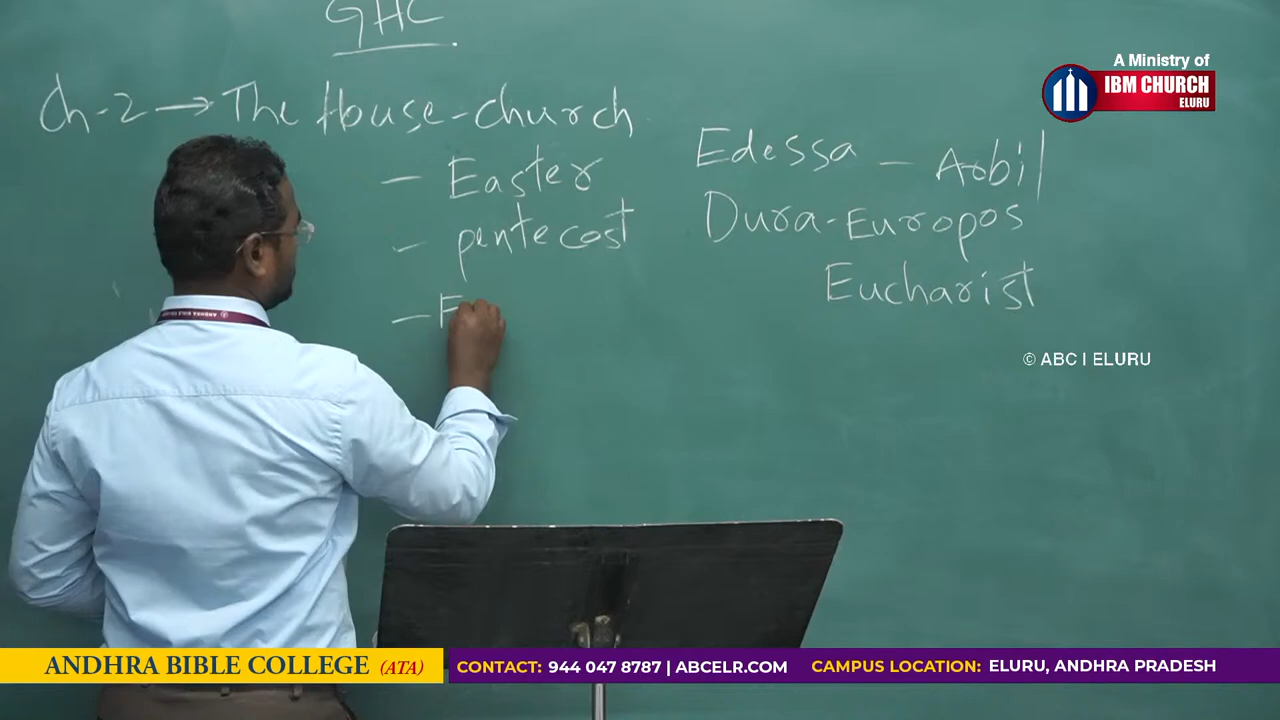 GHC
Ch-2 → The House-church
- Easter
- pentecost
- E
Edessa - Arbil
Dura-Europos
Eucharist
A Ministry of
IBM CHURCH
ELURU
© ABC I ELURU
ANDHRA BIBLE COLLEGE (ATA)
CONTACT: 944 047 8787 | ABCELR.COM
CAMPUS LOCATION: ELURU, ANDHRA PRADESH